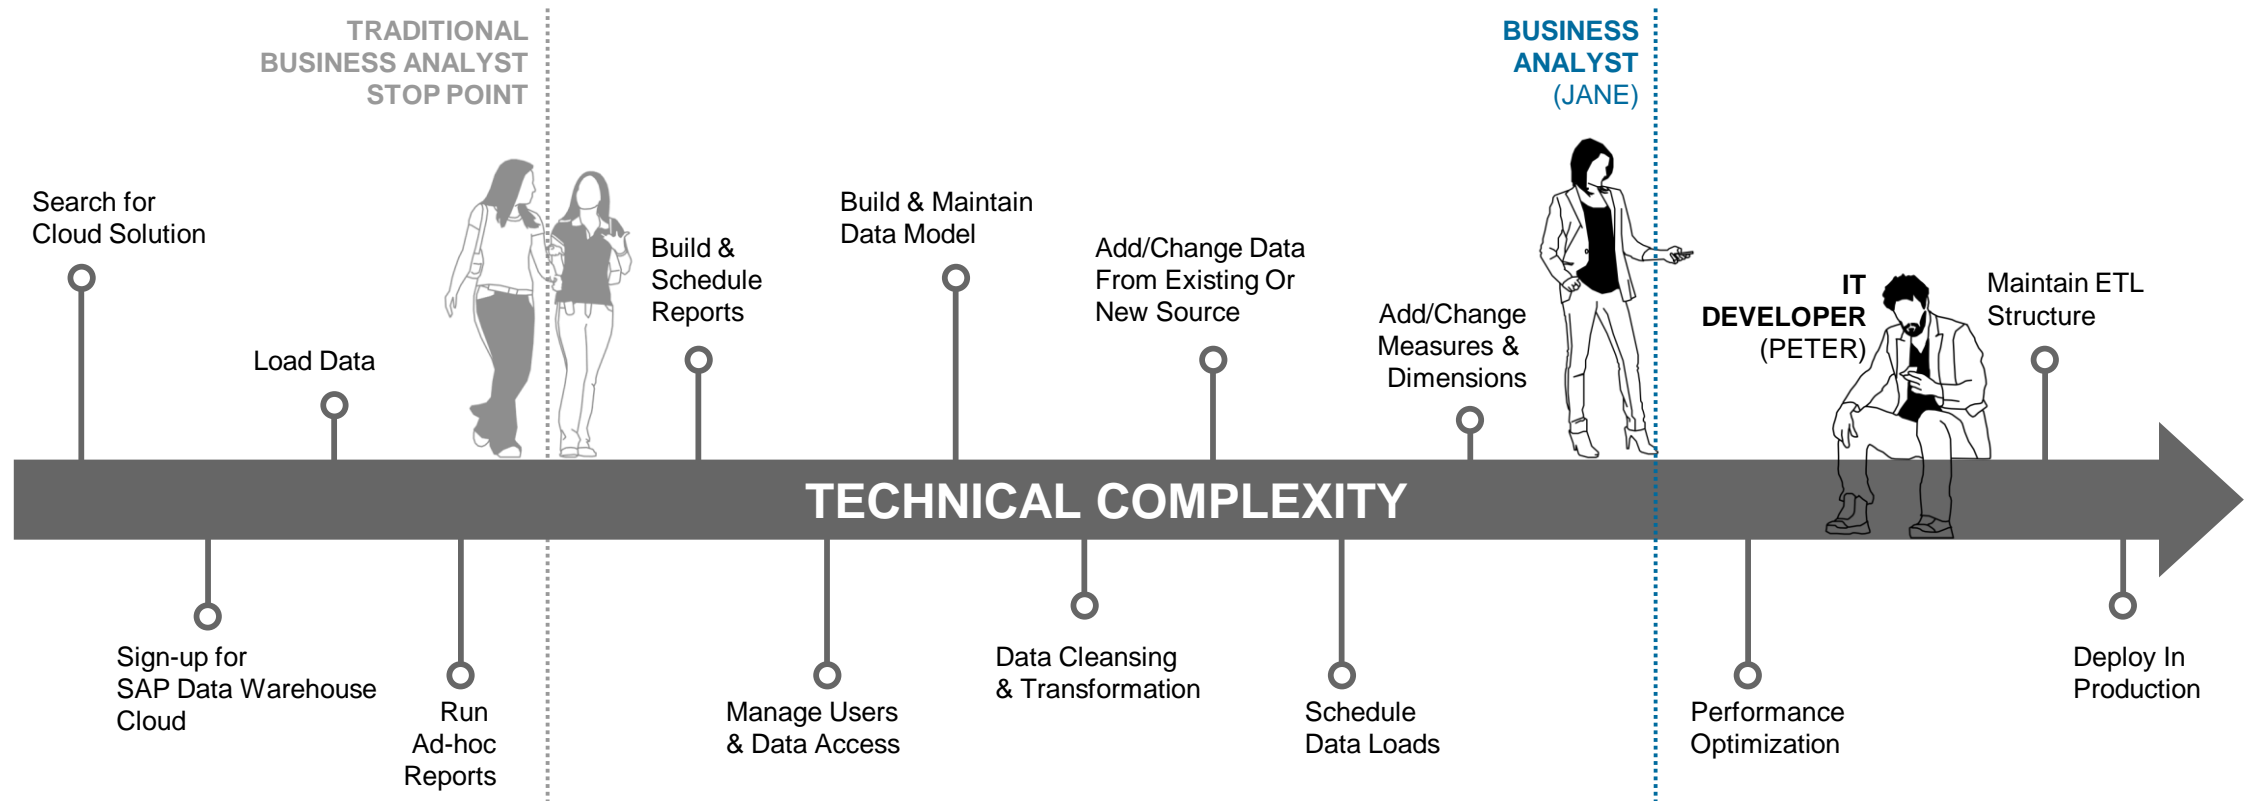 TRADITIONAL
BUSINESS ANALYST
STOP POINT
BUSINESS
ANALYST
(JANE)
Search for
Cloud Solution
Load Data
Build &
Schedule
Reports
Build & Maintain
Data Model
Add/Change Data
From Existing Or
New Source
Add/Change
Measures &
Dimensions
IT
DEVELOPER
(PETER)
Maintain ETL
Structure
TECHNICAL COMPLEXITY
Sign-up for
SAP Data Warehouse
Cloud
Run
Ad-hoc
Reports
Manage Users
& Data Access
Data Cleansing
& Transformation
Schedule
Data Loads
Performance
Optimization
Deploy In
Production